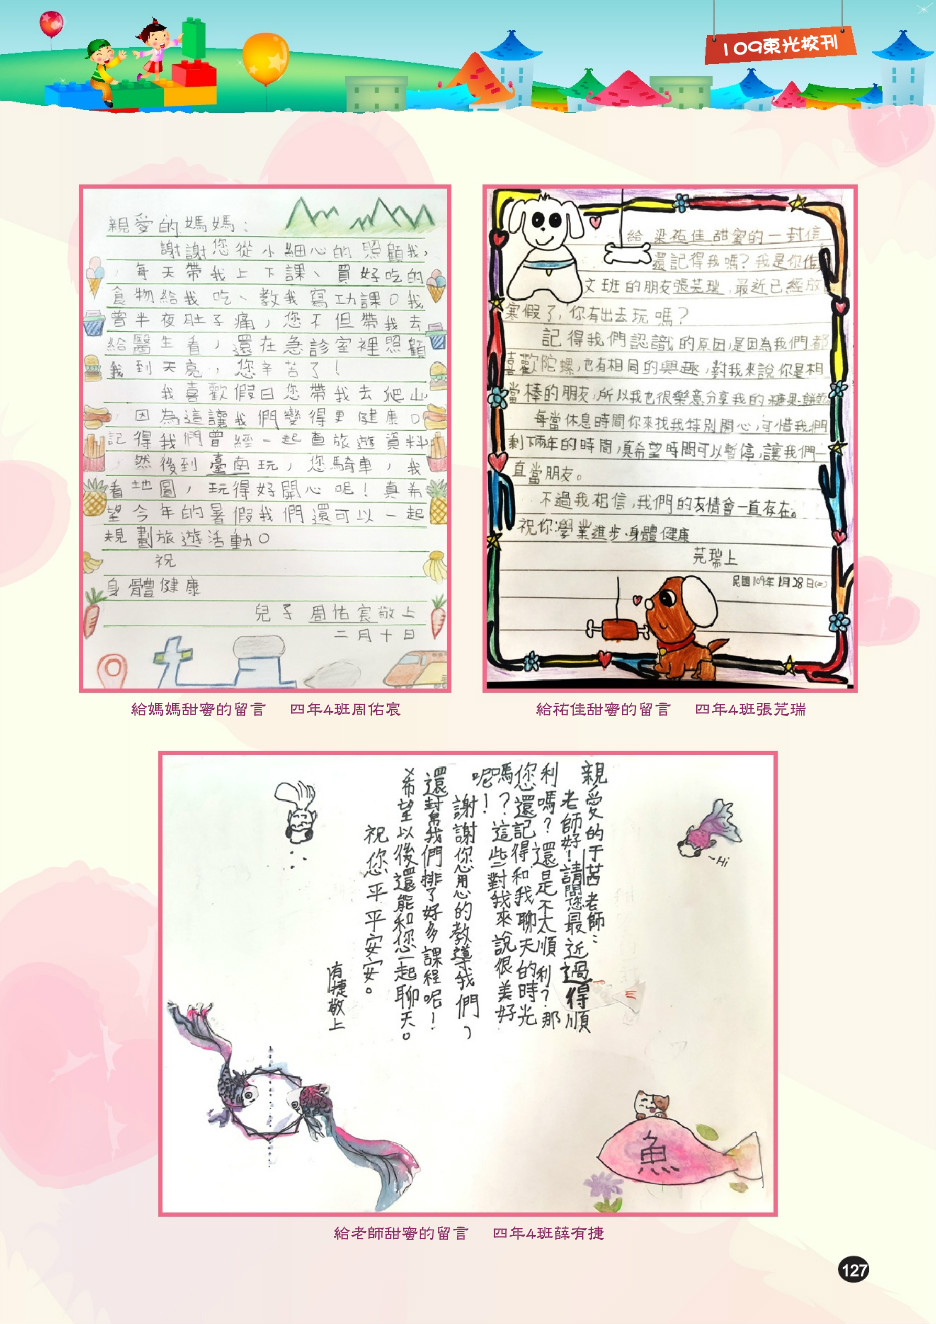 109東光校刊
親愛的媽媽：
謝謝您從小細心的照顧我，
每天帶我上下課、買好吃的
食物給我吃、教我寫功課。我
曾半夜肚子痛，您不但帶我去
給醫生看，還在急診室裡照顧
我到天亮，您辛苦了！
我喜歡假日您帶我去爬山
，因為這讓我們變得更健康。
記得我們曾經一起查旅遊資料
，然後到臺南玩，您騎車，我
看地圖，玩得好開心呢！真希
望今年的暑假我們還可以一起
規劃旅遊活動。
祝
身體健康
兒子 周佑宸敬上
二月十日
給媽媽甜蜜的留言 四年4班周佑宸
給梁祐佳甜蜜的一封信
還記得我嗎？我是你作
文班的朋友張芫瑞，最近已經放
寒假了，你有出去玩嗎？
記得我們認識的原因，是因為我們都
喜歡陀螺，也有相同的興趣，對我來說你是相
當棒的朋友，所以我也很樂意分享我的糖果、餅乾
每當休息時間你來找我特別開心，可惜我們
剩下兩年的時間，真希望時間可以暫停，讓我們一
直當朋友。
不過我相信，我們的友情會一直存在。
祝你：學業進步、身體健康
芫瑞上
民國109年1月28日(二)
給祐佳甜蜜的留言 四年4班張芫瑞
親愛的于茜老師：
老師好！請問您最近過得順
利嗎？還是不太順利？那
您還記得和我聊天的時光
嗎？這些對我來說很美好
呢！
謝謝您用心的教導我們，
還幫我們排了好多課程呢！
希望以後還能和您一起聊天。
祝您平平安安。
有捷敬上
Hi
魚
給老師甜蜜的留言 四年4班薛有捷
127